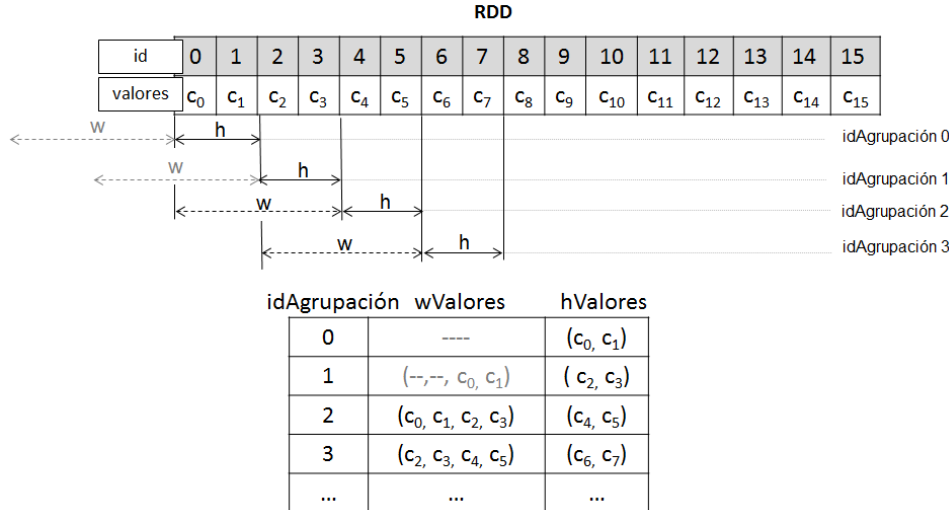 RDD
id 0 1 2 3 4 5 6 7 8 9 10 11 12 13 14 15
valores c₀ c₁ c₂ c₃ c₄ c₅ c₆ c₇ c₈ c₉ c₁₀ c₁₁ c₁₂ c₁₃ c₁₄ c₁₅
w h idAgrupación 0
w h idAgrupación 1
w h idAgrupación 2
w h idAgrupación 3
idAgrupación wValores hValores
0 ---- (c₀, c₁)
1 (--,--, c₀, c₁) ( c₂, c₃)
2 (c₀, c₁, c₂, c₃) (c₄, c₅)
3 (c₂, c₃, c₄, c₅) (c₆, c₇)
... ... ...